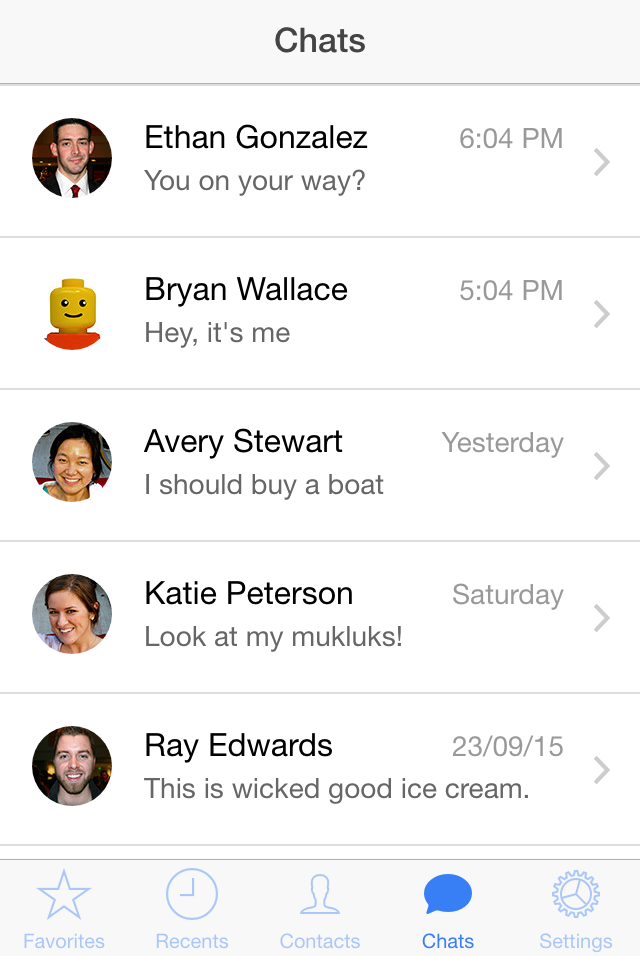 Chats
Ethan Gonzalez
6:04 PM
You on your way?
Bryan Wallace
5:04 PM
Hey, it's me
Avery Stewart
Yesterday
I should buy a boat
Katie Peterson
Saturday
Look at my mukluks!
Ray Edwards
23/09/15
This is wicked good ice cream.
Favorites
Recents
Contacts
Chats
Settings